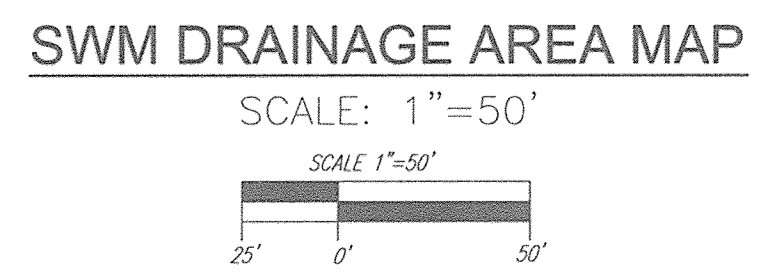 SWM DRAINAGE AREA MAP
SCALE: 1"=50'
SCALE 1"=50'
25' 0' 50'